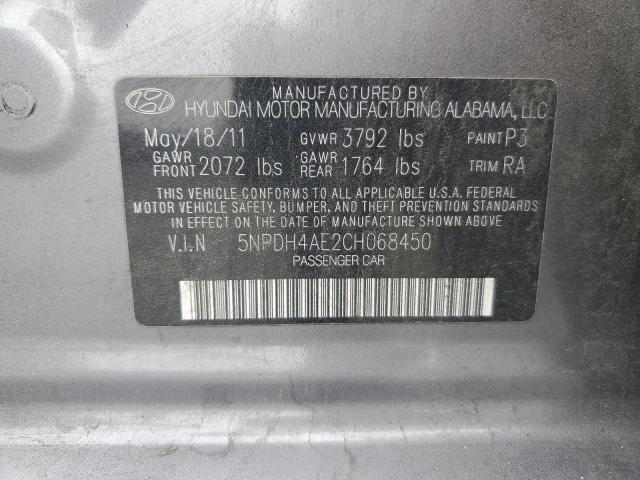 MANUFACTURED BY
HYUNDAI MOTOR MANUFACTURING ALABAMA, LLC
May/18/11 GVWR 3792 lbs PAINT P3
GAWR FRONT 2072 lbs GAWR REAR 1764 lbs TRIM RA
THIS VEHICLE CONFORMS TO ALL APPLICABLE U.S.A. FEDERAL
MOTOR VEHICLE SAFETY, BUMPER, AND THEFT PREVENTION STANDARDS
IN EFFECT ON THE DATE OF MANUFACTURE SHOWN ABOVE.
V.I.N 5NPDH4AE2CH068450
PASSENGER CAR